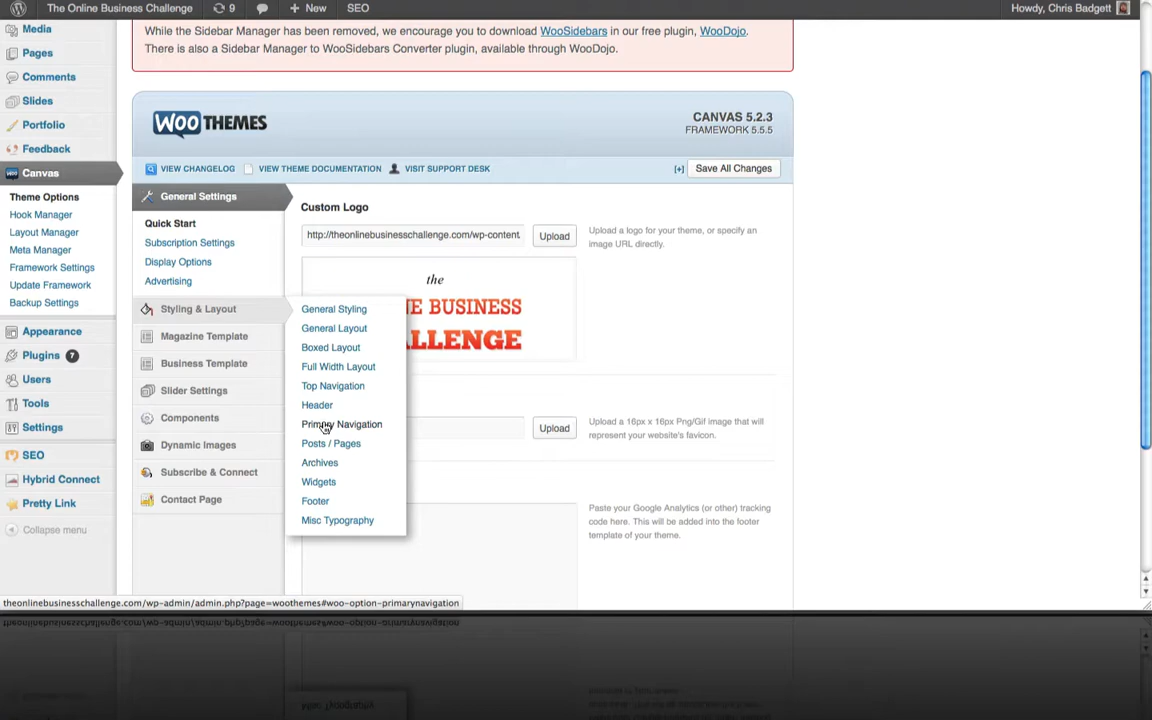 The Online Business Challenge
9
New
SEO
Howdy, Chris Badgett
Media
Pages
Comments
Slides
Portfolio
Feedback
Canvas
Theme Options
Hook Manager
Layout Manager
Meta Manager
Framework Settings
Update Framework
Backup Settings
Appearance
Plugins 7
Users
Tools
Settings
SEO
Hybrid Connect
Pretty Link
Collapse menu
While the Sidebar Manager has been removed, we encourage you to download WooSidebars in our free plugin, WooDojo.
There is also a Sidebar Manager to WooSidebars Converter plugin, available through WooDojo.
WOOTHEMES
CANVAS 5.2.3
FRAMEWORK 5.5.5
VIEW CHANGELOG
VIEW THEME DOCUMENTATION
VISIT SUPPORT DESK
[+]
Save All Changes
General Settings
Quick Start
Subscription Settings
Display Options
Advertising
Styling & Layout
Magazine Template
Business Template
Slider Settings
Components
Dynamic Images
Subscribe & Connect
Contact Page
General Styling
General Layout
Boxed Layout
Full Width Layout
Top Navigation
Header
Primary Navigation
Posts / Pages
Archives
Widgets
Footer
Misc Typography
Custom Logo
http://theonlinebusinesschallenge.com/wp-content
Upload
Upload a logo for your theme, or specify an
image URL directly.
the
NE BUSINESS
LLENGE
Upload
Upload a 16px x 16px Png/Gif image that will
represent your website's favicon.
Paste your Google Analytics (or other) tracking
code here. This will be added into the footer
template of your theme.
theonlinebusinesschallenge.com/wp-admin/admin.php?page=woothemes#woo-option-primarynavigation